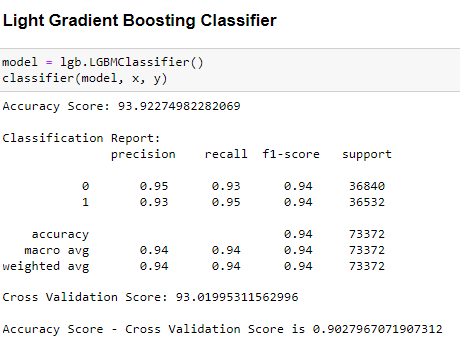 Light Gradient Boosting Classifier
model = lgb.LGBMClassifier()
classifier(model, x, y)
Accuracy Score: 93.92274982282069
Classification Report:
precision recall f1-score support
0 0.95 0.93 0.94 36840
1 0.93 0.95 0.94 36532
accuracy 0.94 73372
macro avg 0.94 0.94 0.94 73372
weighted avg 0.94 0.94 0.94 73372
Cross Validation Score: 93.01995311562996
Accuracy Score - Cross Validation Score is 0.9027967071907312